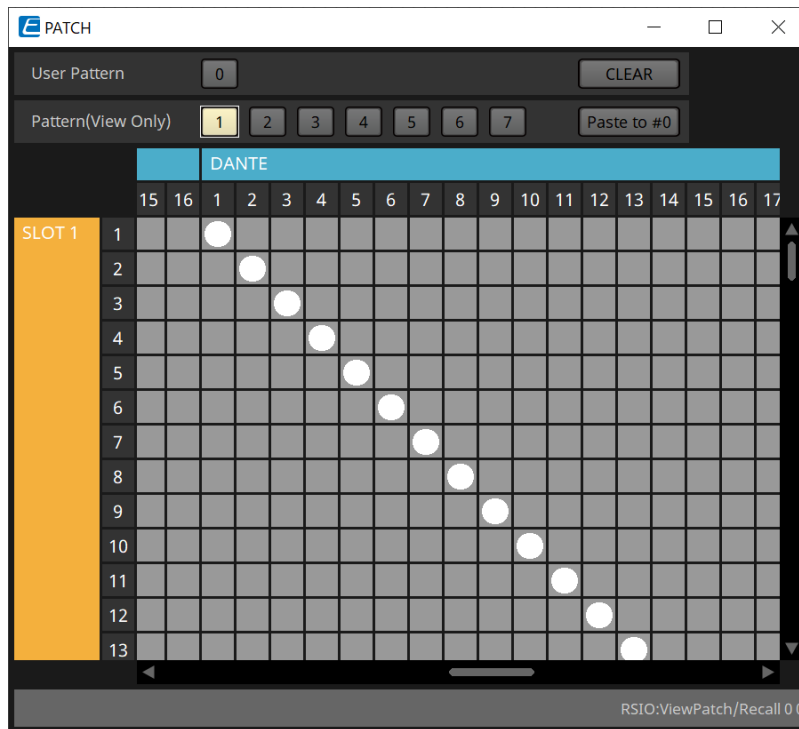 E PATCH
User Pattern 0 CLEAR
Pattern(View Only) 1 2 3 4 5 6 7 Paste to #0
DANTE
15 16 1 2 3 4 5 6 7 8 9 10 11 12 13 14 15 16 17
SLOT 1 1
2
3
4
5
6
7
8
9
10
11
12
13
RSIO:ViewPatch/Recall 0 0